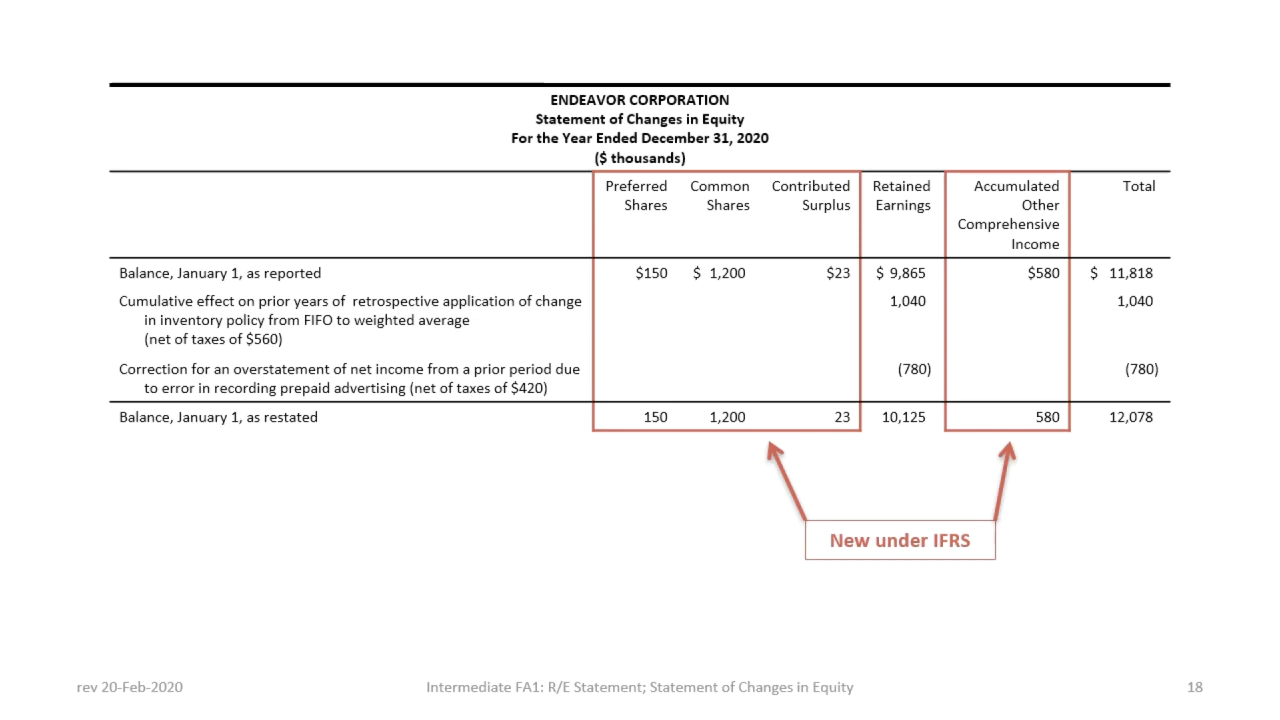 ENDEAVOR CORPORATION
Statement of Changes in Equity
For the Year Ended December 31, 2020
($ thousands)
Preferred Common Contributed Retained Accumulated Total
Shares Shares Surplus Earnings Other
Comprehensive
Income
Balance, January 1, as reported $150 $ 1,200 $23 $ 9,865 $580 $ 11,818
Cumulative effect on prior years of retrospective application of change 1,040 1,040
in inventory policy from FIFO to weighted average
(net of taxes of $560)
Correction for an overstatement of net income from a prior period due (780) (780)
to error in recording prepaid advertising (net of taxes of $420)
Balance, January 1, as restated 150 1,200 23 10,125 580 12,078
New under IFRS
rev 20-Feb-2020 Intermediate FA1: R/E Statement; Statement of Changes in Equity 18